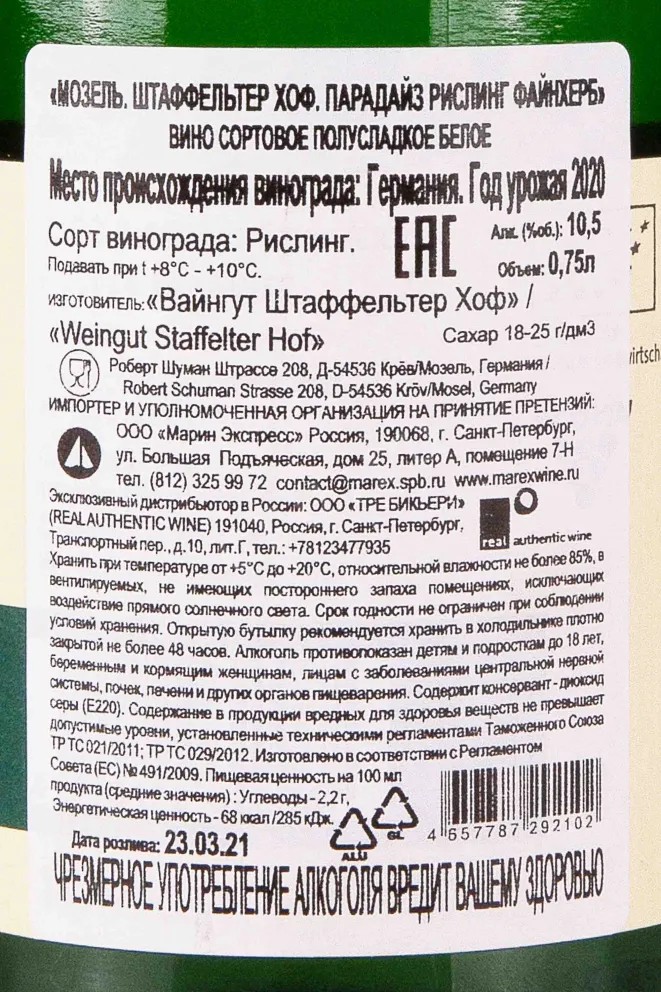 «МОЗЕЛЬ. ШТАФФЕЛЬТЕР ХОФ. ПАРАДАЙЗ РИСЛИНГ ФАЙНХЕРБ»
ВИНО СОРТОВОЕ ПОЛУСЛАДКОЕ БЕЛОЕ
Место происхождения винограда: Германия. Год урожая 2020
Сорт винограда: Рислинг.
Подавать при t +8°C - +10°C.
ЕАС
Алк. (%об.): 10,5
Объем: 0,75л
ИЗГОТОВИТЕЛЬ: «Вайнгут Штаффельтер Хоф» /
«Weingut Staffelter Hof»
Сахар 18-25 г/дм3
Роберт Шуман Штрассе 208, Д-54536 Крёв/Мозель, Германия /
Robert Schuman Strasse 208, D-54536 Kröv/Mosel, Germany
ИМПОРТЕР И УПОЛНОМОЧЕННАЯ ОРГАНИЗАЦИЯ НА ПРИНЯТИЕ ПРЕТЕНЗИЙ:
ООО «Марин Экспресс» Россия, 190068, г. Санкт-Петербург,
ул. Большая Подъяческая, дом 25, литер А, помещение 7-Н
тел. (812) 325 99 72 contact@marex.spb.ru www.marexwine.ru
Эксклюзивный дистрибьютор в России: ООО «ТРЕ БИКЬЕРИ»
(REAL AUTHENTIC WINE) 191040, Россия, г. Санкт-Петербург,
Транспортный пер., д.10, лит.Г, тел.: +78123477935
real authentic wine
Хранить при температуре от +5°C до +20°C, относительной влажности не более 85%, в
вентилируемых, не имеющих постороннего запаха помещениях, исключающих
воздействие прямого солнечного света. Срок годности не ограничен при соблюдении
условий хранения. Открытую бутылку рекомендуется хранить в холодильнике плотно
закрытой не более 48 часов. Алкоголь противопоказан детям и подросткам до 18 лет,
беременным и кормящим женщинам, лицам с заболеваниями центральной нервной
системы, почек, печени и других органов пищеварения. Содержит консервант - диоксид
серы (E220). Содержание в продукции вредных для здоровья веществ не превышает
допустимые уровни, установленные техническими регламентами Таможенного Союза
ТР ТС 021/2011; ТР ТС 029/2012. Изготовлено в соответствии с Регламентом
Совета (ЕС) №491/2009. Пищевая ценность на 100 мл
продукта (средние значения) : Углеводы - 2,2 г,
Энергетическая ценность - 68 ккал /285 кДж.
ALU
GL
4 657787 292102
Дата розлива: 23.03.21
ЧРЕЗМЕРНОЕ УПОТРЕБЛЕНИЕ АЛКОГОЛЯ ВРЕДИТ ВАШЕМУ ЗДОРОВЬЮ